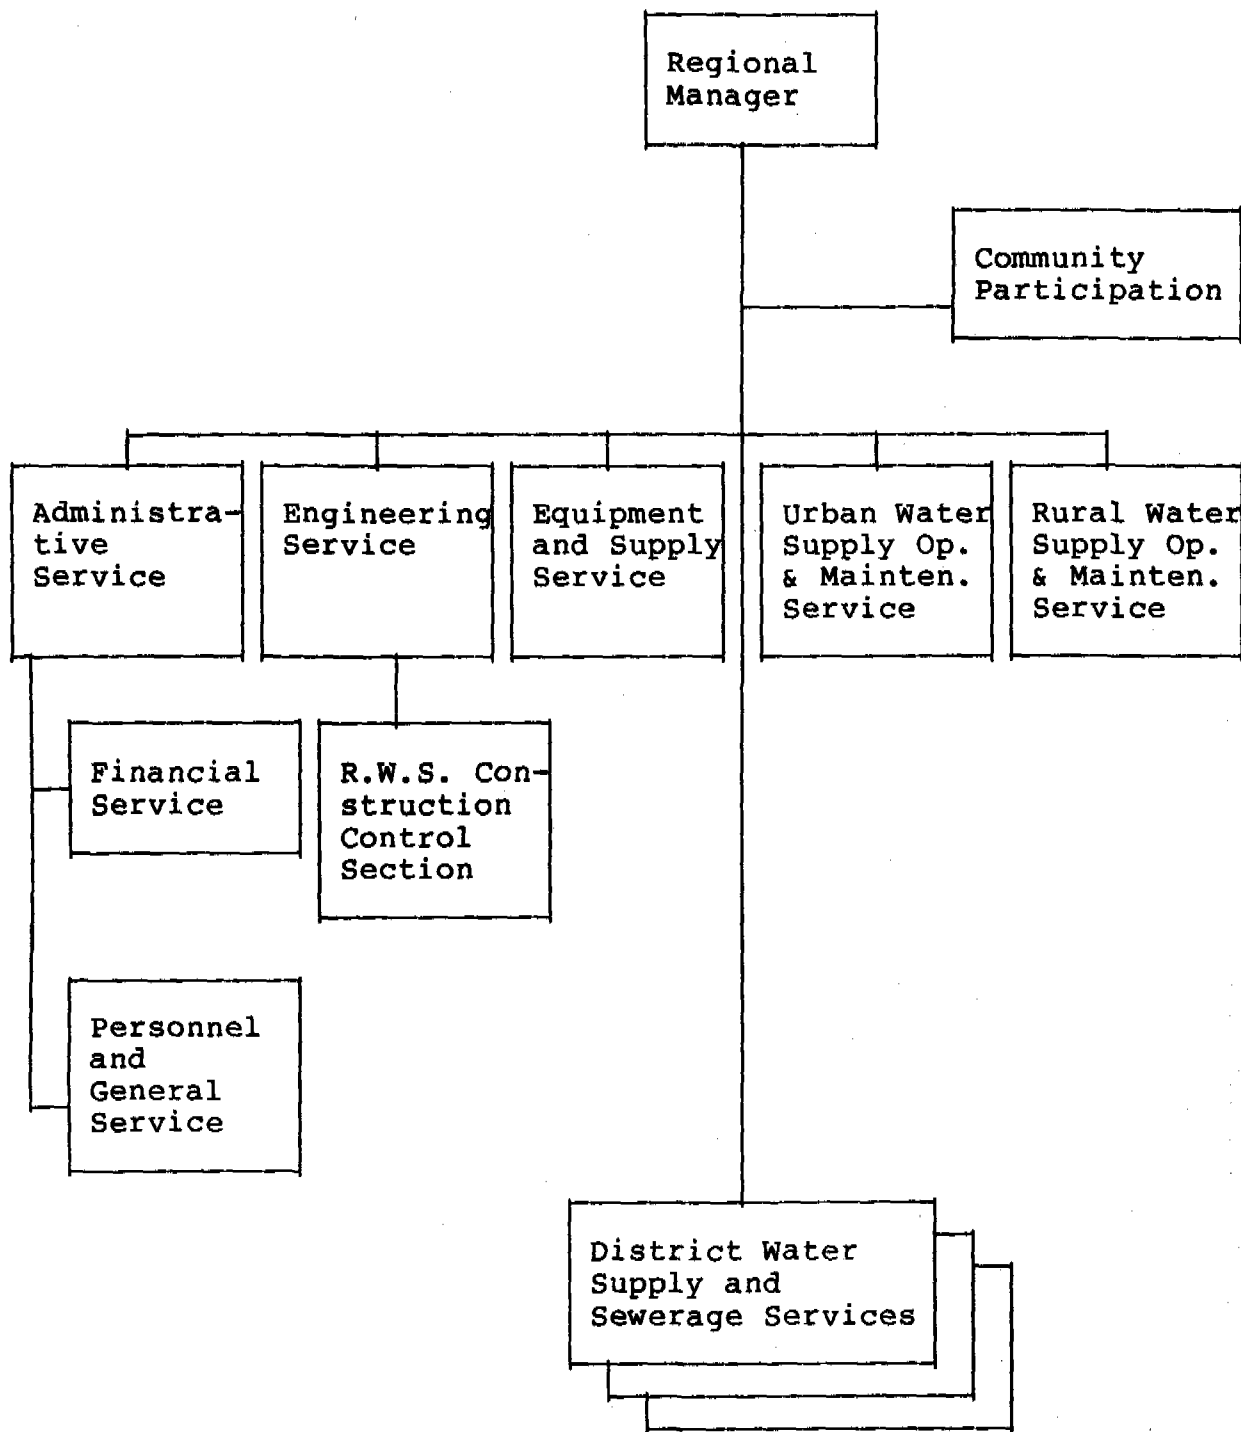 Regional
Manager
Community
Participation
Administra-
tive
Service
Engineering
Service
Equipment
and Supply
Service
Urban Water
Supply Op.
& Mainten.
Service
Rural Water
Supply Op.
& Mainten.
Service
Financial
Service
R.W.S. Con-
struction
Control
Section
Personnel
and
General
Service
District Water
Supply and
Sewerage Services